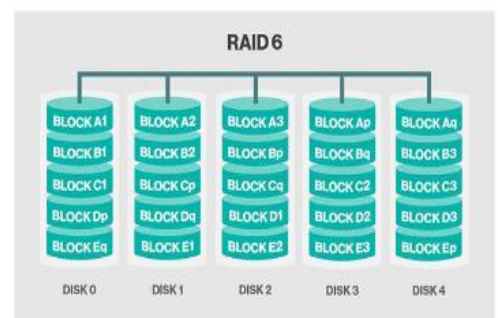 RAID 6
BLOCK A1 BLOCK A2 BLOCK A3 BLOCK Ap BLOCK Aq
BLOCK B1 BLOCK B2 BLOCK Bp BLOCK Bq BLOCK B3
BLOCK C1 BLOCK Cp BLOCK Cq BLOCK C2 BLOCK C3
BLOCK Dp BLOCK Dq BLOCK D1 BLOCK D2 BLOCK D3
BLOCK Eq BLOCK E1 BLOCK E2 BLOCK E3 BLOCK Ep
DISK 0 DISK 1 DISK 2 DISK 3 DISK 4